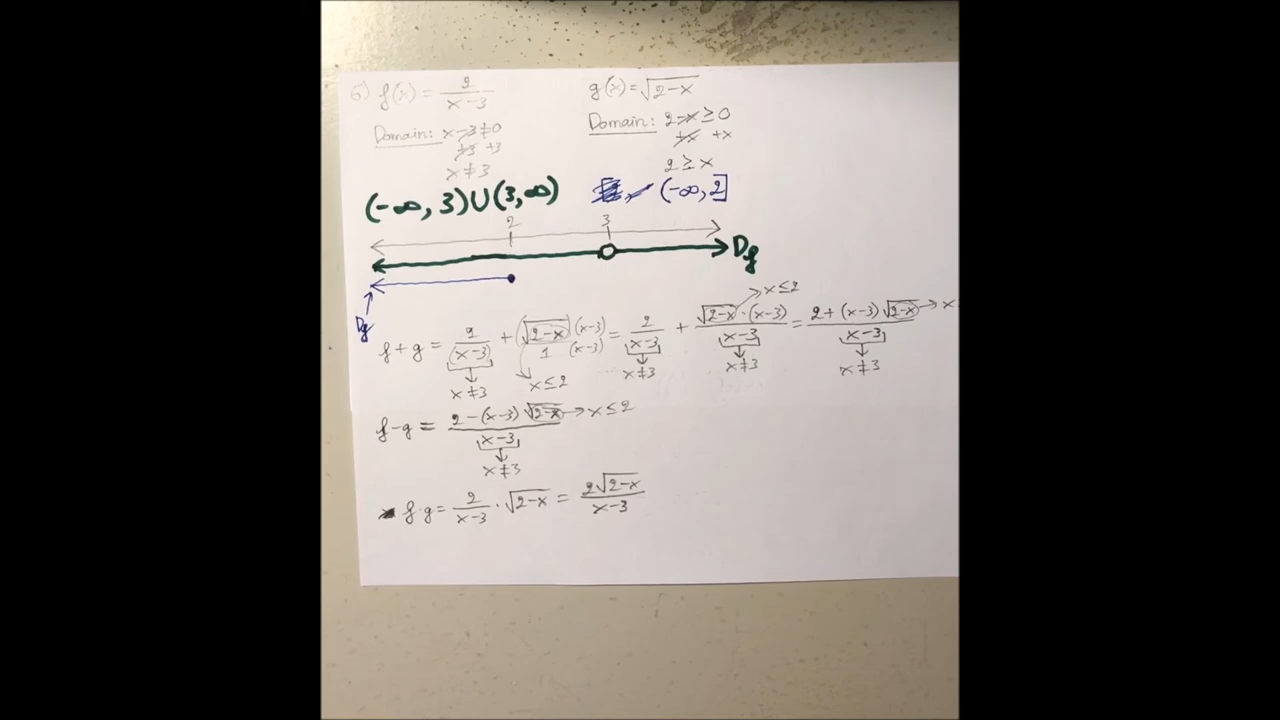 5) f(x) = 2/(x-3)    g(x) = √(2-x)
Domain: x-3≠0    Domain: 2-x≥0
+3 +3    +x +x
x≠3    2≥x
(-∞, 3)∪(3, ∞)    (-∞, 2]
2    3
Df
Dg
f+g = 2/(x-3) + √(2-x)/1 (x-3)/(x-3) = 2/(x-3) + √(2-x)·(x-3)/(x-3) → x≤2 = (2+(x-3)√(2-x))/(x-3) → x
x≠3    x≤2    x≠3    x≠3    x≠3
f-g = (2-(x-3)√(2-x))/(x-3) → x≤2
x≠3
f·g = 2/(x-3) · √(2-x) = 2√(2-x)/(x-3)